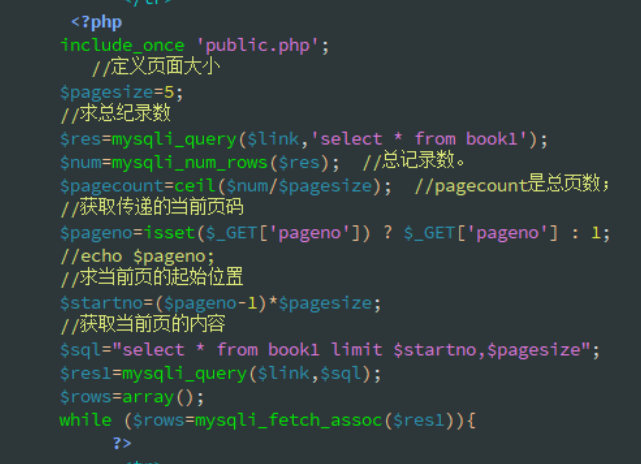 </tr>
<?php
include_once 'public.php';
//定义页面大小
$pagesize=5;
//求总纪录数
$res=mysqli_query($link,'select * from book1');
$num=mysqli_num_rows($res);  //总记录数。
$pagecount=ceil($num/$pagesize);  //pagecount是总页数；
//获取传递的当前页码
$pageno=isset($_GET['pageno']) ? $_GET['pageno'] : 1;
//echo $pageno;
//求当前页的起始位置
$startno=($pageno-1)*$pagesize;
//获取当前页的内容
$sql="select * from book1 limit $startno,$pagesize";
$res1=mysqli_query($link,$sql);
$rows=array();
while ($rows=mysqli_fetch_assoc($res1)){
?>